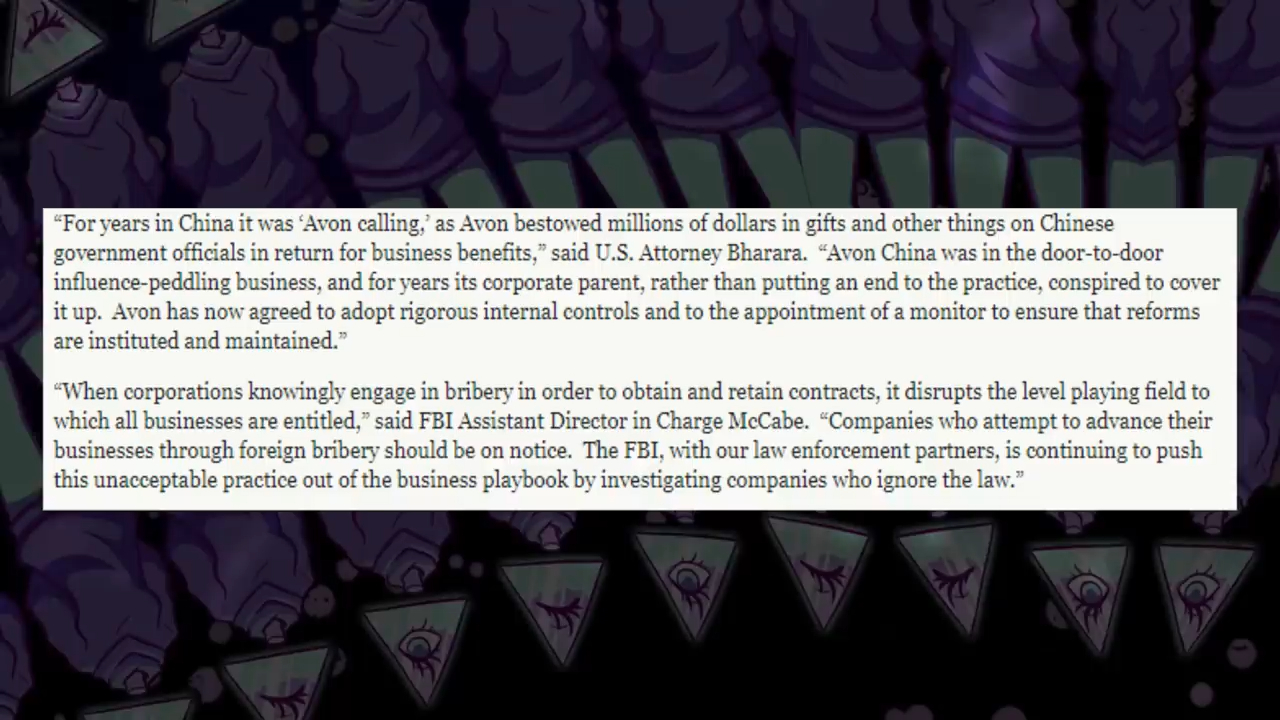 “For years in China it was ‘Avon calling,’ as Avon bestowed millions of dollars in gifts and other things on Chinese
government officials in return for business benefits,” said U.S. Attorney Bharara.  “Avon China was in the door-to-door
influence-peddling business, and for years its corporate parent, rather than putting an end to the practice, conspired to cover
it up.  Avon has now agreed to adopt rigorous internal controls and to the appointment of a monitor to ensure that reforms
are instituted and maintained.”
“When corporations knowingly engage in bribery in order to obtain and retain contracts, it disrupts the level playing field to
which all businesses are entitled,” said FBI Assistant Director in Charge McCabe.  “Companies who attempt to advance their
businesses through foreign bribery should be on notice.  The FBI, with our law enforcement partners, is continuing to push
this unacceptable practice out of the business playbook by investigating companies who ignore the law.”